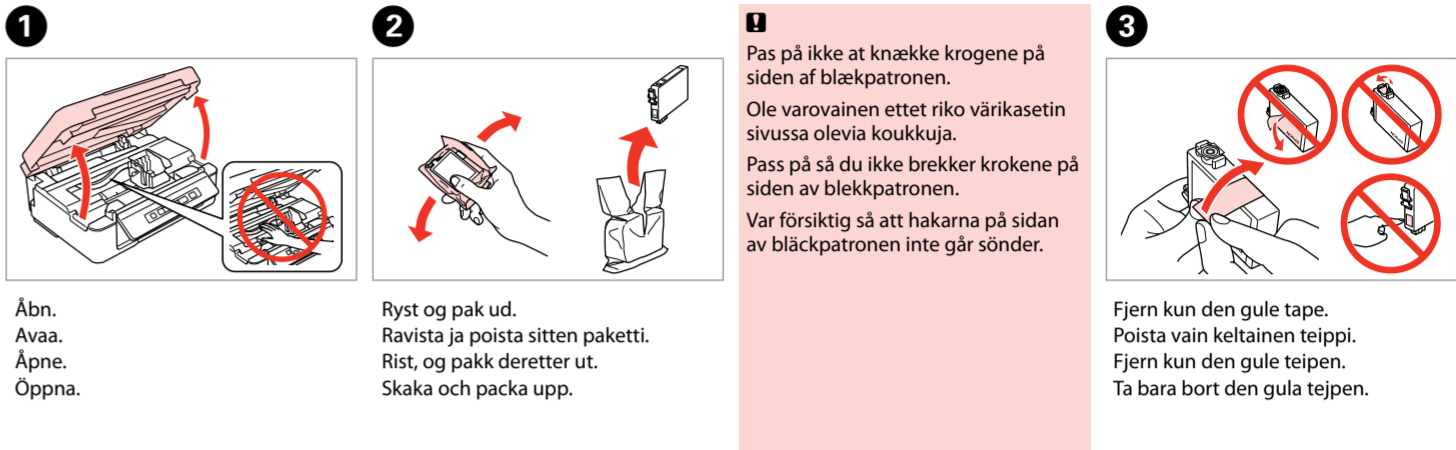 1
Åbn.
Avaa.
Åpne.
Öppna.
2
Ryst og pak ud.
Ravista ja poista sitten paketti.
Rist, og pakk deretter ut.
Skaka och packa upp.
!
Pas på ikke at knække krogene på
siden af blækpatronen.
Ole varovainen ettet riko värikasetin
sivussa olevia koukkuja.
Pass på så du ikke brekker krokene på
siden av blekkpatronen.
Var försiktig så att hakarna på sidan
av bläckpatronen inte går sönder.
3
Fjern kun den gule tape.
Poista vain keltainen teippi.
Fjern kun den gule teipen.
Ta bara bort den gula tejpen.